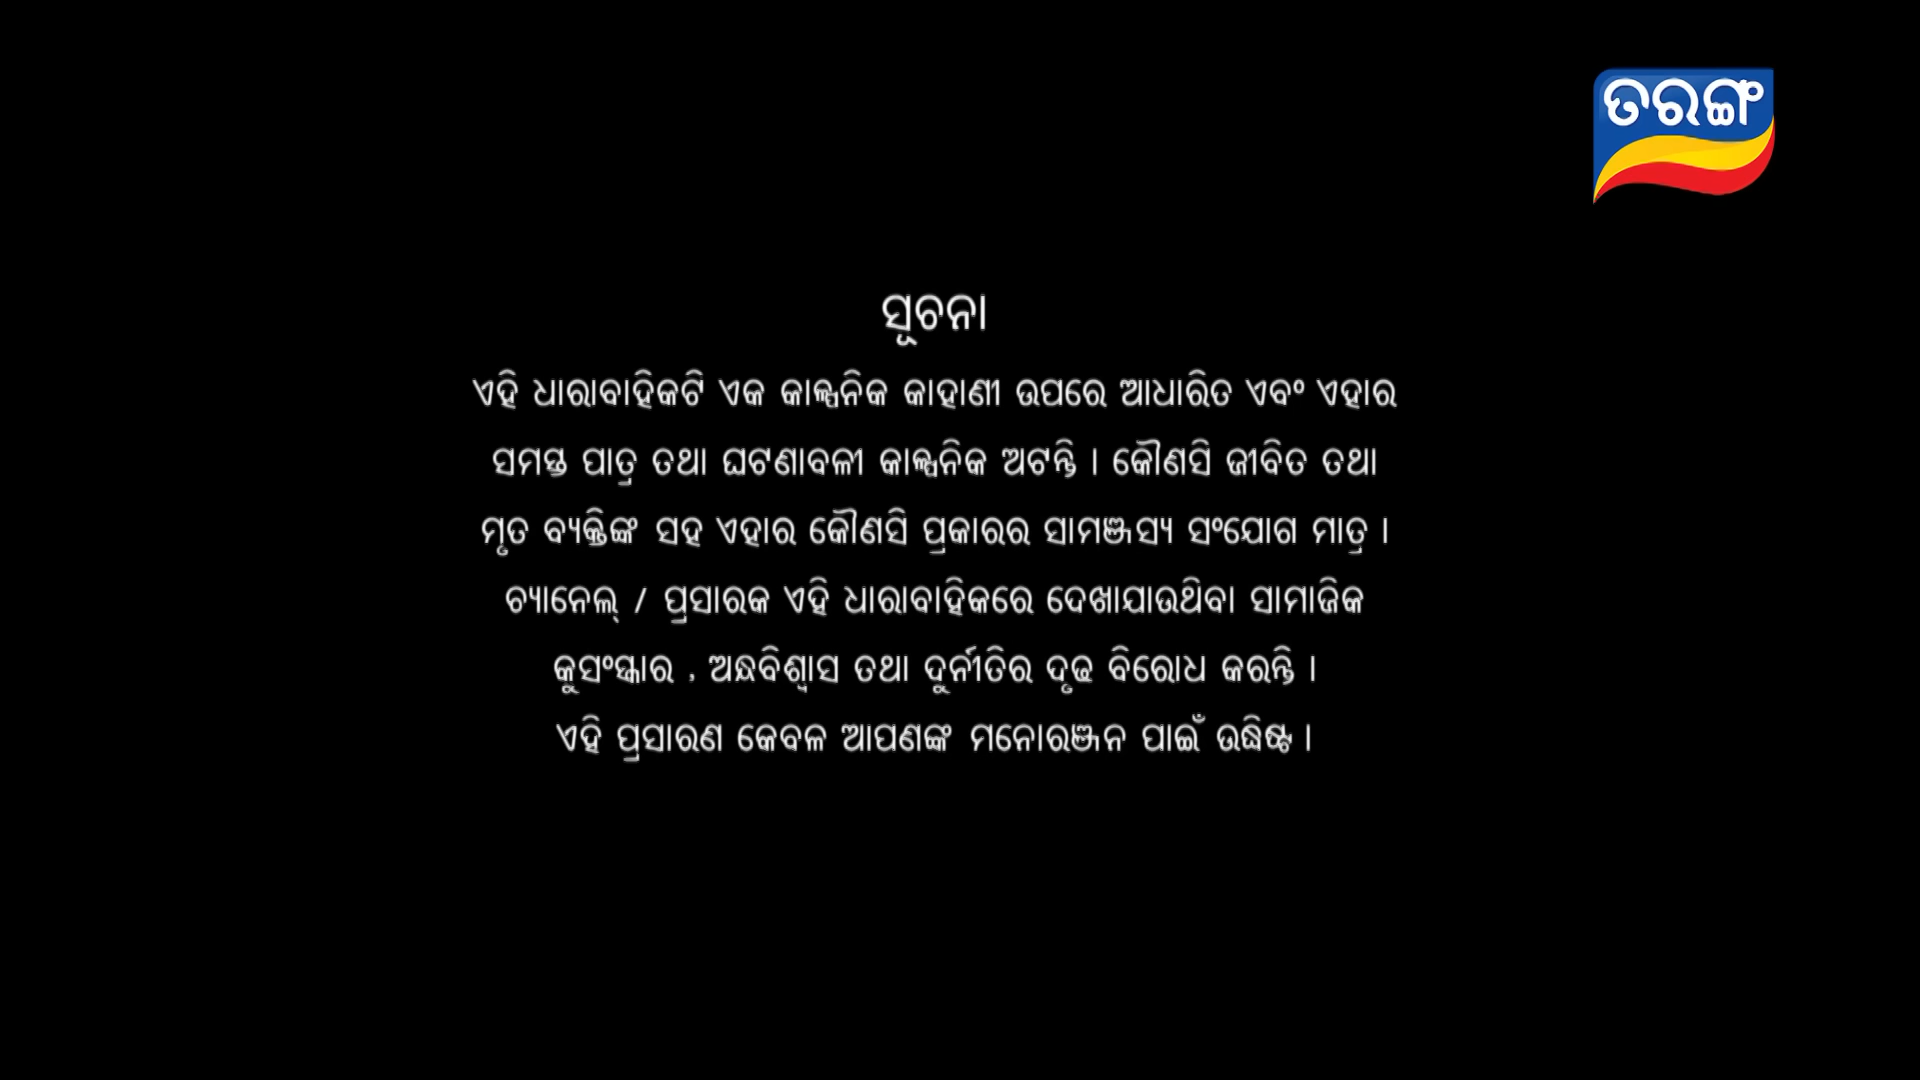 ତରଙ୍ଗ
ସୂଚନା
ଏହି ଧାରାବାହିକଟି ଏକ କାଳ୍ପନିକ କାହାଣୀ ଉପରେ ଆଧାରିତ ଏବଂ ଏହାର
ସମସ୍ତ ପାତ୍ର ତଥା ଘଟଣାବଳୀ କାଳ୍ପନିକ ଅଟନ୍ତି । କୌଣସି ଜୀବିତ ତଥା
ମୃତ ବ୍ୟକ୍ତିଙ୍କ ସହ ଏହାର କୌଣସି ପ୍ରକାରର ସାମଞ୍ଜସ୍ୟ ସଂଯୋଗ ମାତ୍ର ।
ଚ୍ୟାନେଲ୍ / ପ୍ରସାରକ ଏହି ଧାରାବାହିକରେ ଦେଖାଯାଉଥିବା ସାମାଜିକ
କୁସଂସ୍କାର , ଅନ୍ଧବିଶ୍ୱାସ ତଥା ଦୁର୍ନୀତିର ଦୃଢ଼ ବିରୋଧ କରନ୍ତି ।
ଏହି ପ୍ରସାରଣ କେବଳ ଆପଣଙ୍କ ମନୋରଞ୍ଜନ ପାଇଁ ଉଦ୍ଧିଷ୍ଟ ।